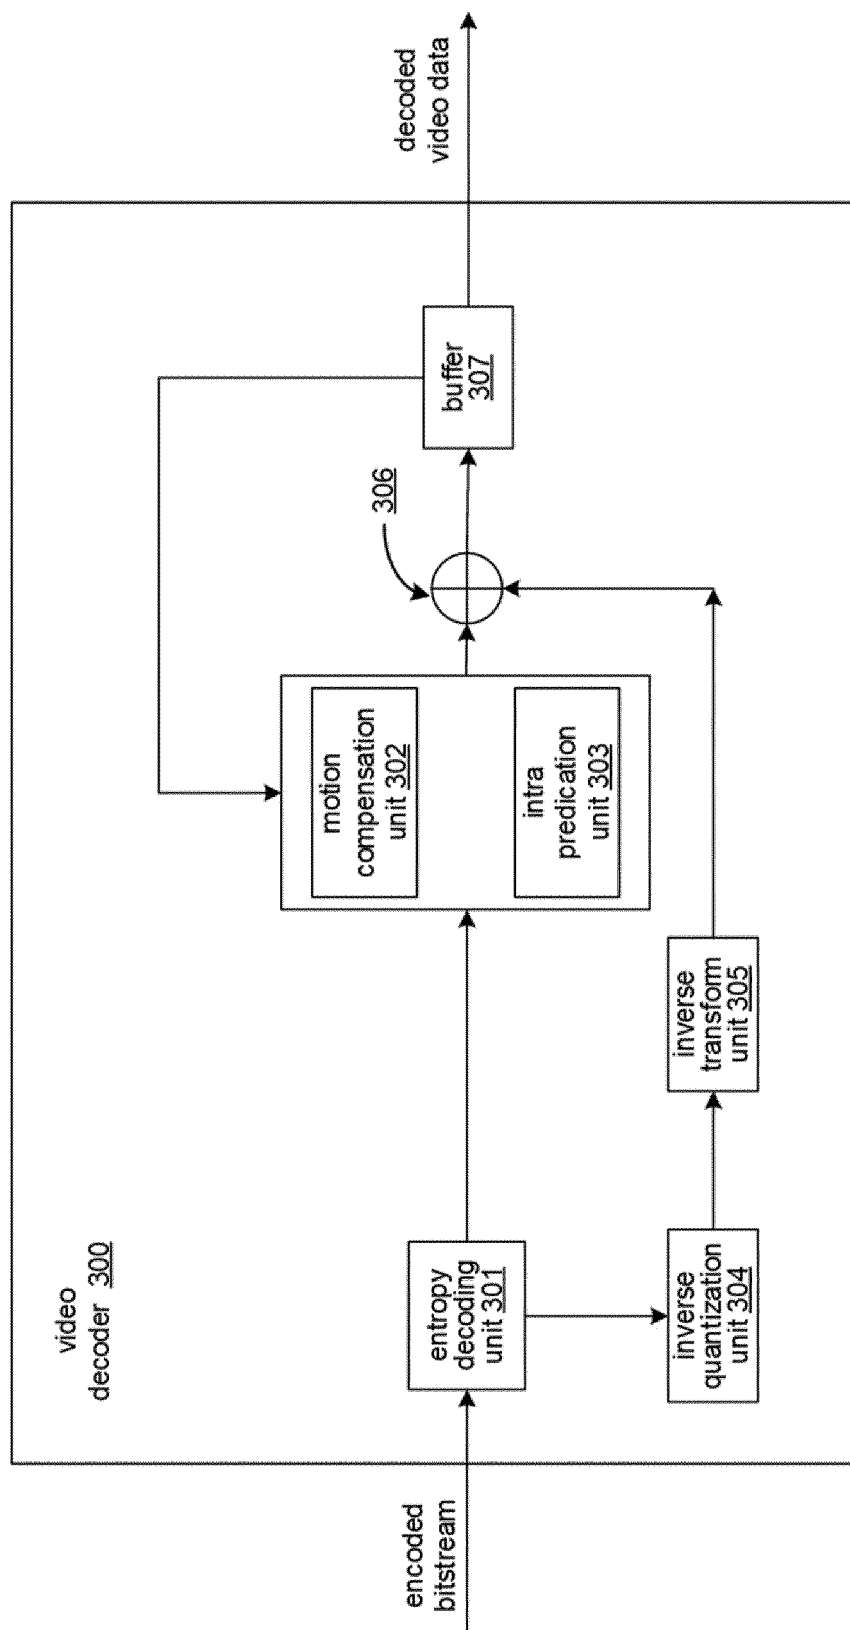 video
decoder 300
encoded
bitstream
entropy
decoding
unit 301
inverse
quantization
unit 304
inverse
transform
unit 305
motion
compensation
unit 302
intra
predication
unit 303
306
buffer
307
decoded
video data